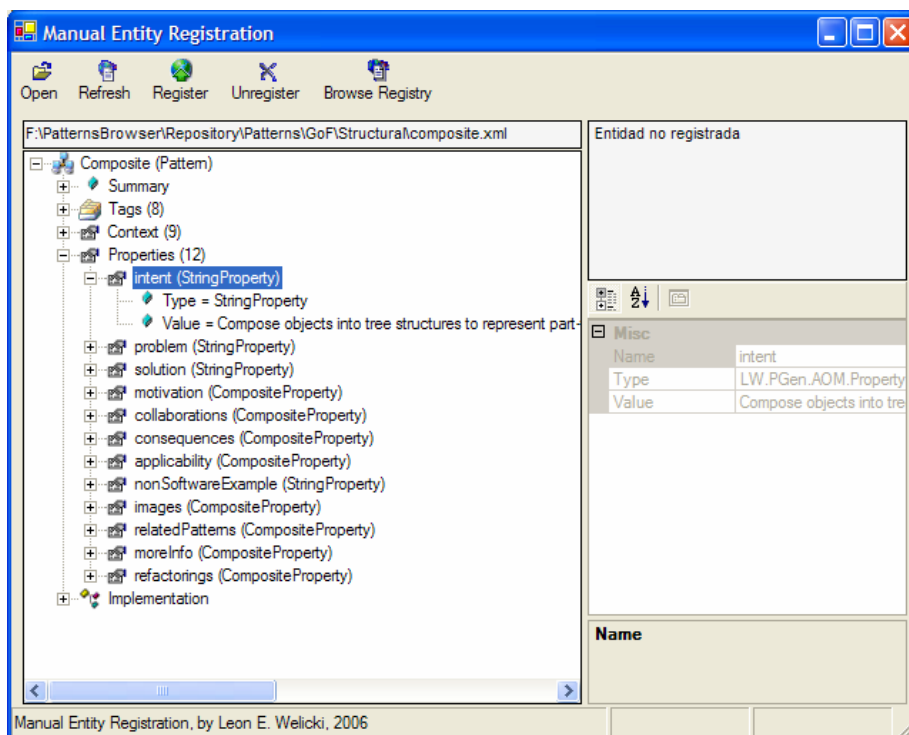 Manual Entity Registration
Open Refresh Register Unregister Browse Registry
F:\PatternsBrowser\Repository\Patterns\GoF\Structural\composite.xml
Composite (Pattern)
Summary
Tags (8)
Context (9)
Properties (12)
intent (StringProperty)
Type = StringProperty
Value = Compose objects into tree structures to represent part-
problem (StringProperty)
solution (StringProperty)
motivation (CompositeProperty)
collaborations (CompositeProperty)
consequences (CompositeProperty)
applicability (CompositeProperty)
nonSoftwareExample (StringProperty)
images (CompositeProperty)
relatedPatterns (CompositeProperty)
moreInfo (CompositeProperty)
refactorings (CompositeProperty)
Implementation
Entidad no registrada
Misc
Name intent
Type LW.PGen.AOM.Property
Value Compose objects into tre
Name
Manual Entity Registration, by Leon E. Welicki, 2006